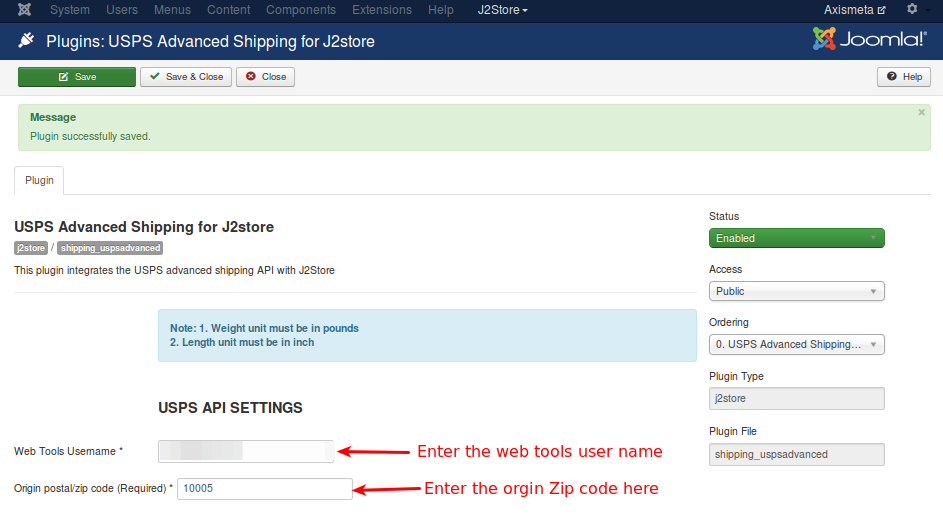 System Users Menus Content Components Extensions Help J2Store Axismeta
Plugins: USPS Advanced Shipping for J2store Joomla!®
Save Save & Close Close Help
Message
Plugin successfully saved.
Plugin
USPS Advanced Shipping for J2store
j2store / shipping_uspsadvanced
This plugin integrates the USPS advanced shipping API with J2Store
Note: 1. Weight unit must be in pounds
2. Length unit must be in inch
USPS API SETTINGS
Web Tools Username * Enter the web tools user name
Origin postal/zip code (Required) * 10005 Enter the orgin Zip code here
Status
Enabled
Access
Public
Ordering
0. USPS Advanced Shipping...
Plugin Type
j2store
Plugin File
shipping_uspsadvanced